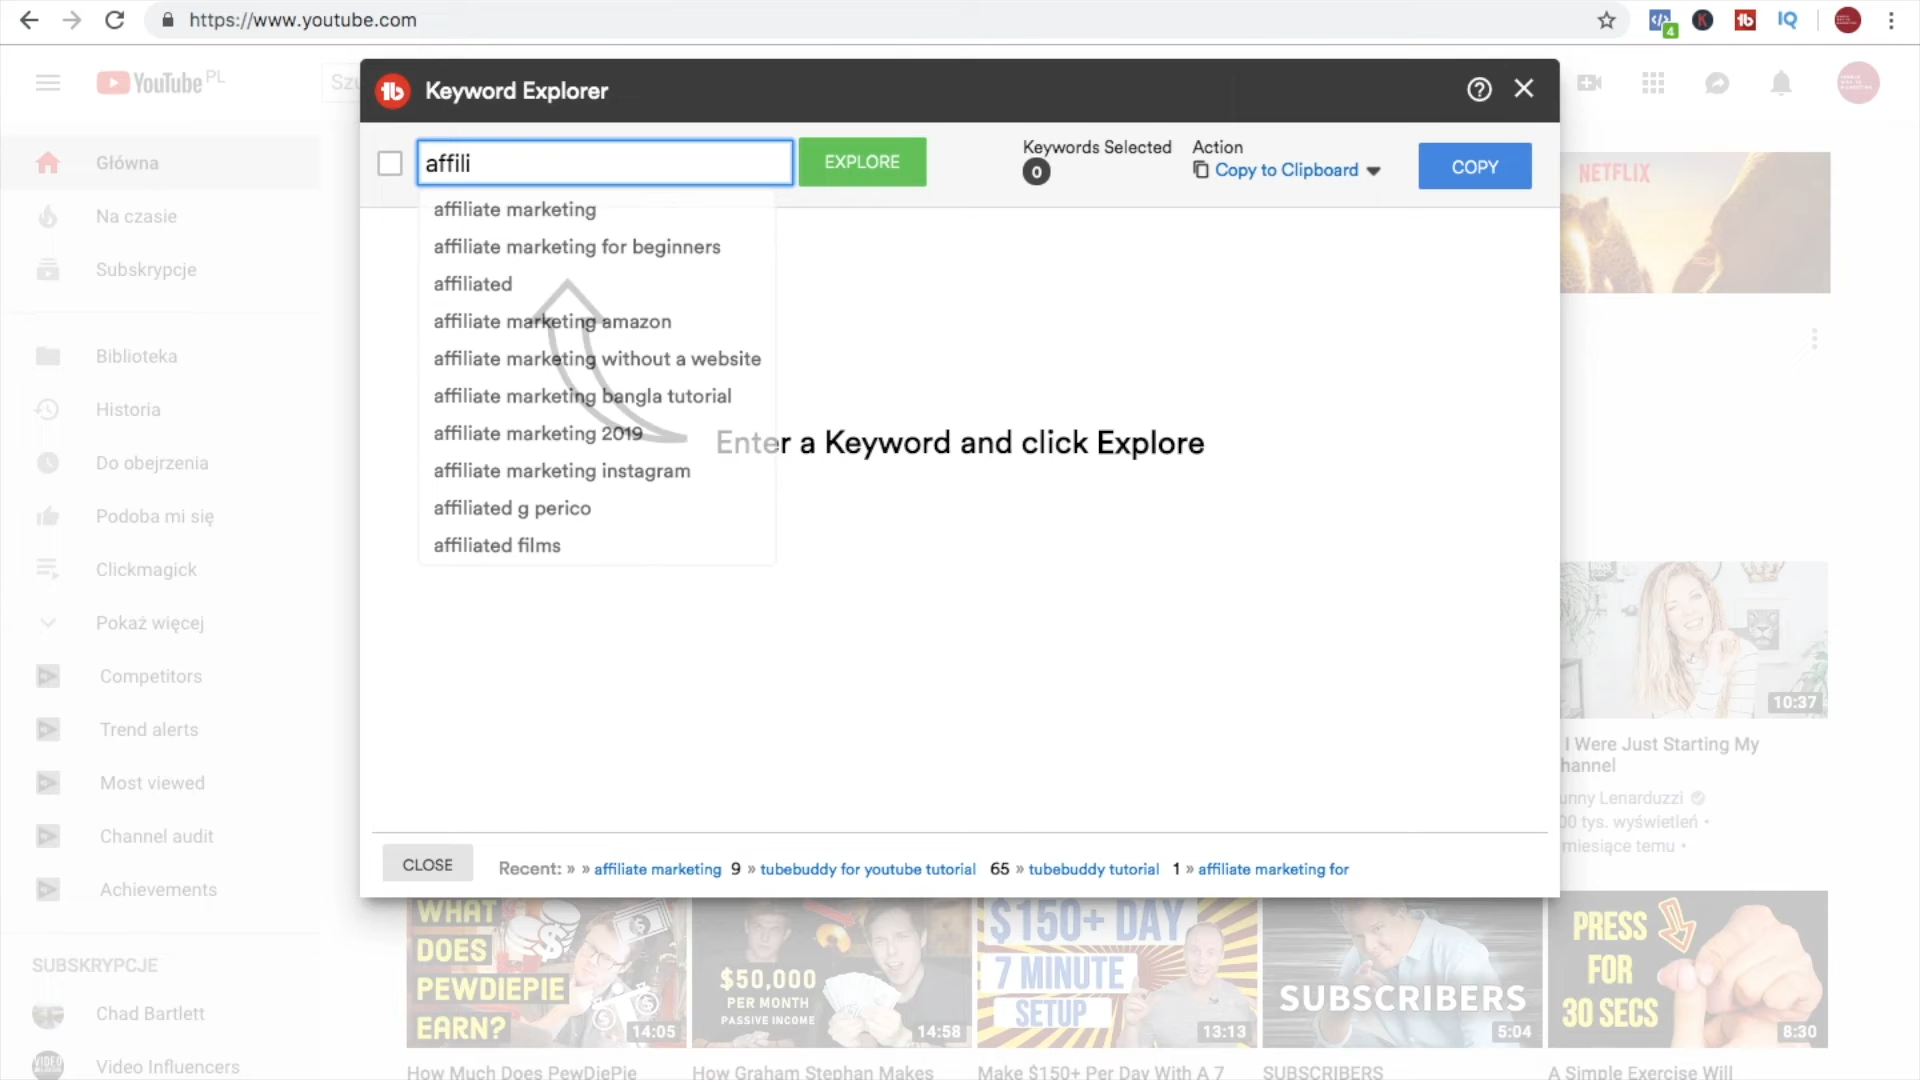 https://www.youtube.com
4
K
tb
IQ
YouTube PL
Szu
tb Keyword Explorer
affili
EXPLORE
Keywords Selected
0
Action
Copy to Clipboard
COPY
affiliate marketing
affiliate marketing for beginners
affiliated
affiliate marketing amazon
affiliate marketing without a website
affiliate marketing bangla tutorial
affiliate marketing 2019
affiliate marketing instagram
affiliated g perico
affiliated films
Enter a Keyword and click Explore
CLOSE
Recent: » » affiliate marketing 9 » tubebuddy for youtube tutorial 65 » tubebuddy tutorial 1 » affiliate marketing for
Główna
Na czasie
Subskrypcje
Biblioteka
Historia
Do obejrzenia
Podoba mi się
Clickmagick
Pokaż więcej
Competitors
Trend alerts
Most viewed
Channel audit
Achievements
SUBSKRYPCJE
Chad Bartlett
Video Influencers
NETFLIX
10:37
I Were Just Starting My
hannel
unny Lenarduzzi
00 tys. wyświetleń •
miesiące temu •
WHAT
DOES
PEWDIEPIE
EARN?
14:05
How Much Does PewDiePie
$50,000
PER MONTH
PASSIVE INCOME
14:58
How Graham Stephan Makes
$150+ DAY
7 MINUTE
SETUP
13:13
Make $150+ Per Day With A 7
SUBSCRIBERS
5:04
SUBSCRIBERS
PRESS
FOR
30 SECS
8:30
A Simple Exercise Will